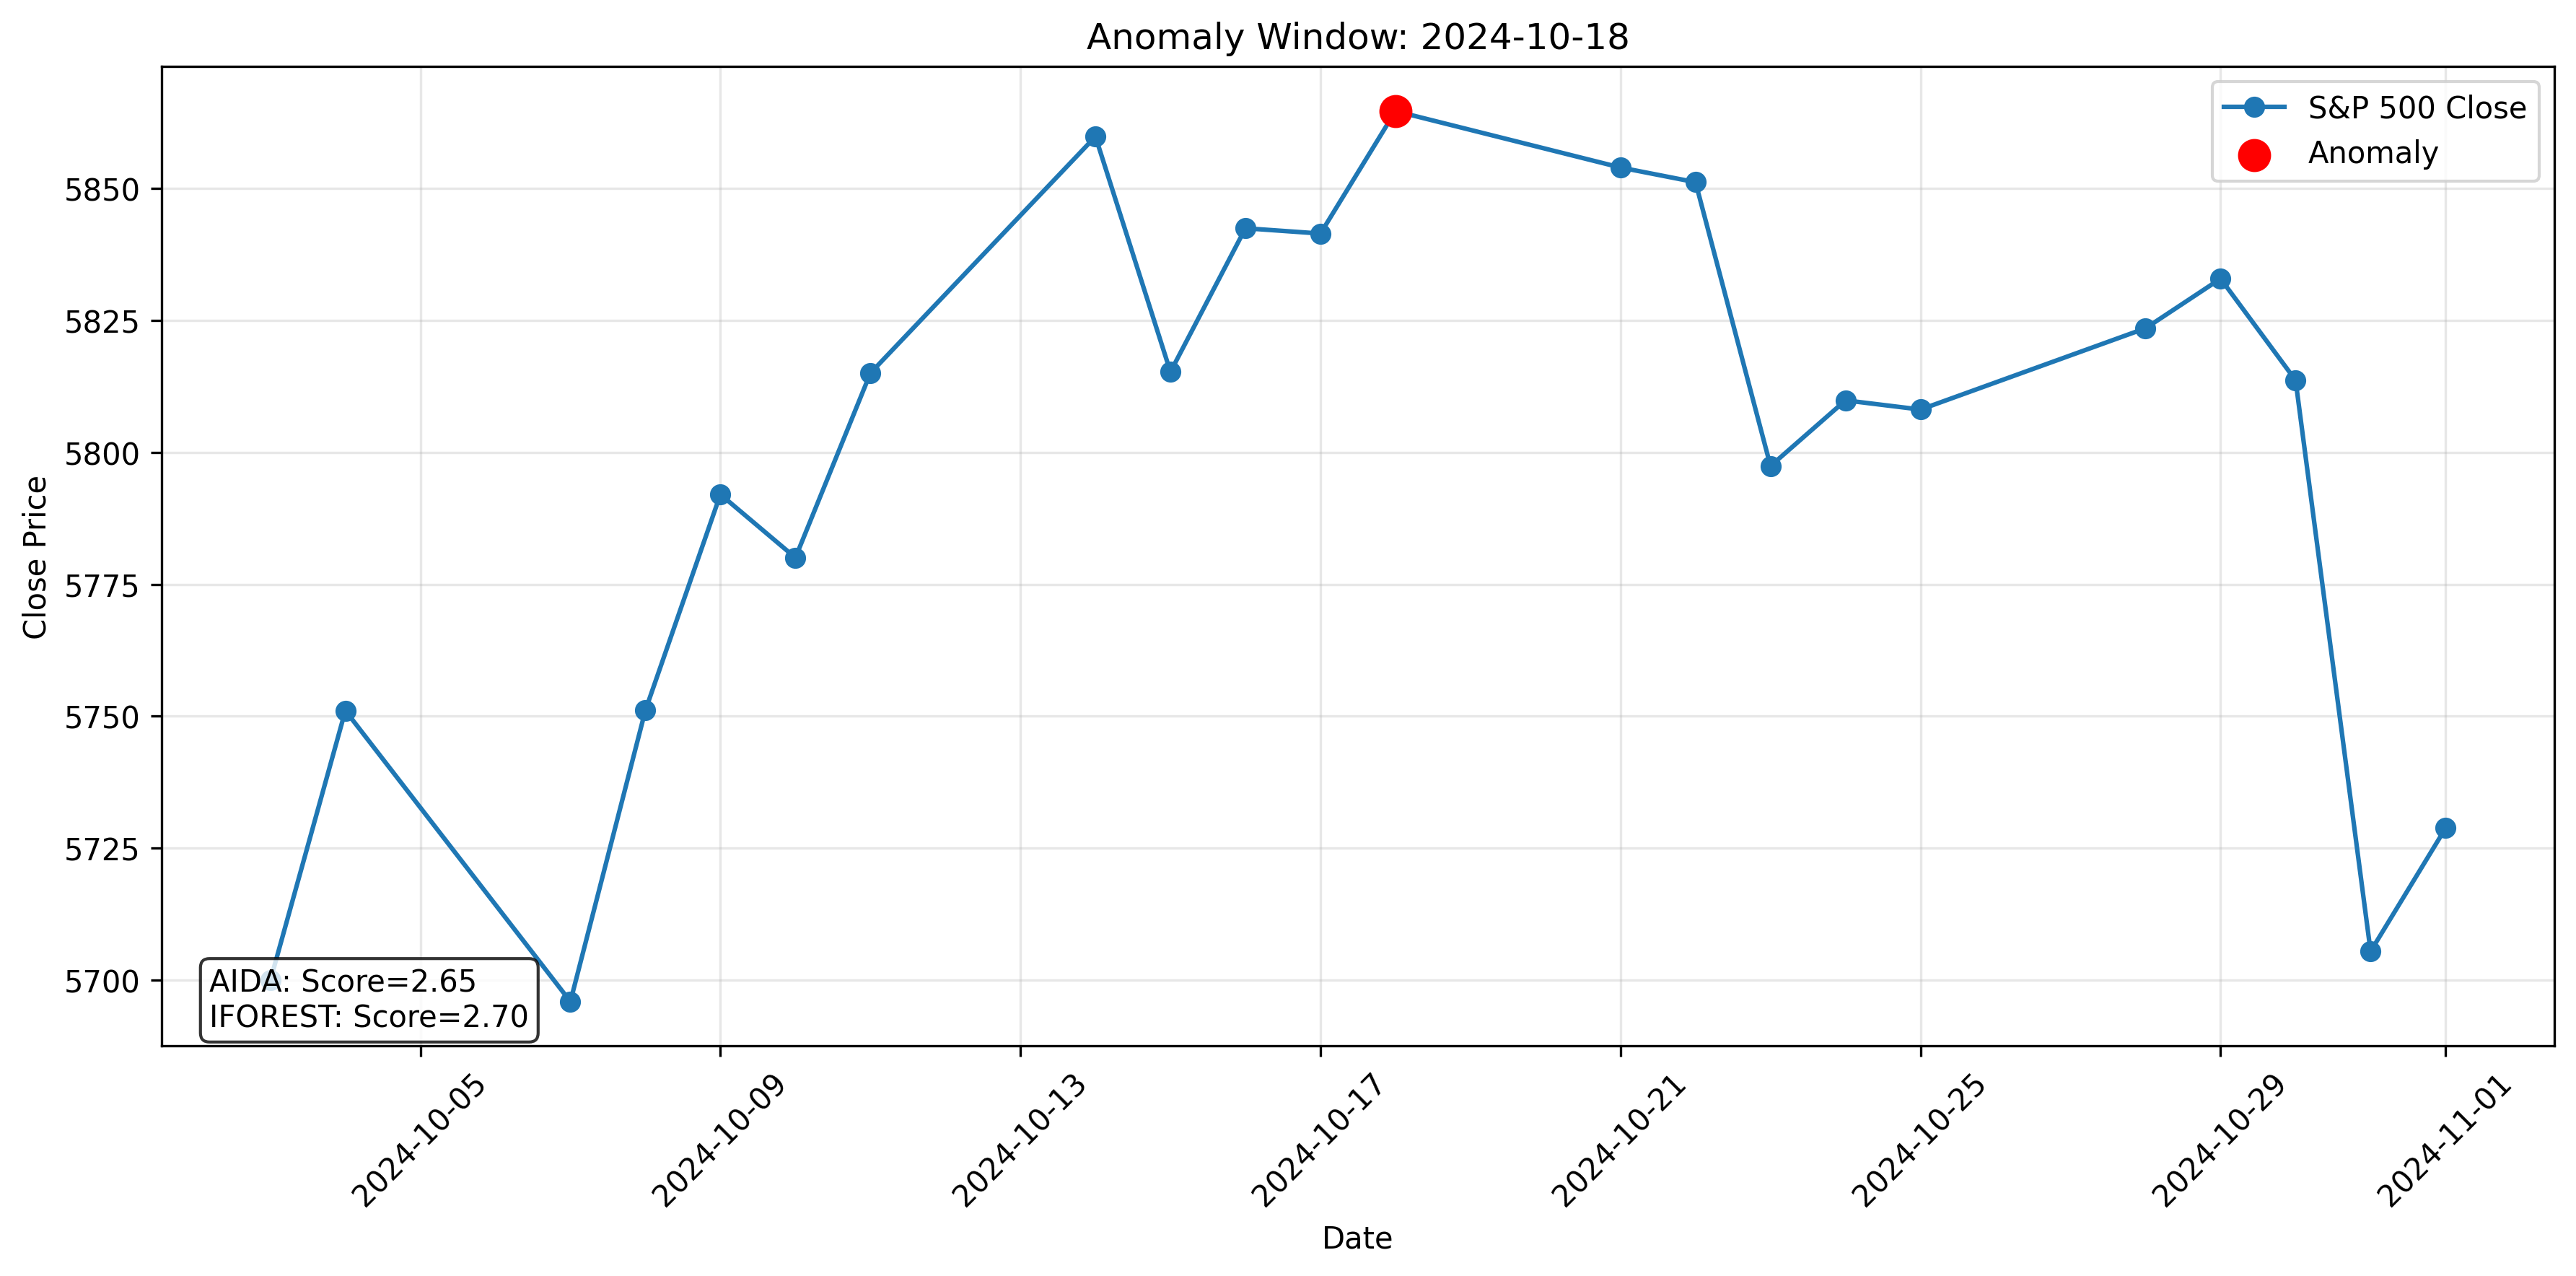 Anomaly Window: 2024-10-18
S&P 500 Close
Anomaly
Close Price
5850
5825
5800
5775
5750
5725
5700
AIDA: Score=2.65
IFOREST: Score=2.70
2024-10-05
2024-10-09
2024-10-13
2024-10-17
2024-10-21
2024-10-25
2024-10-29
2024-11-01
Date